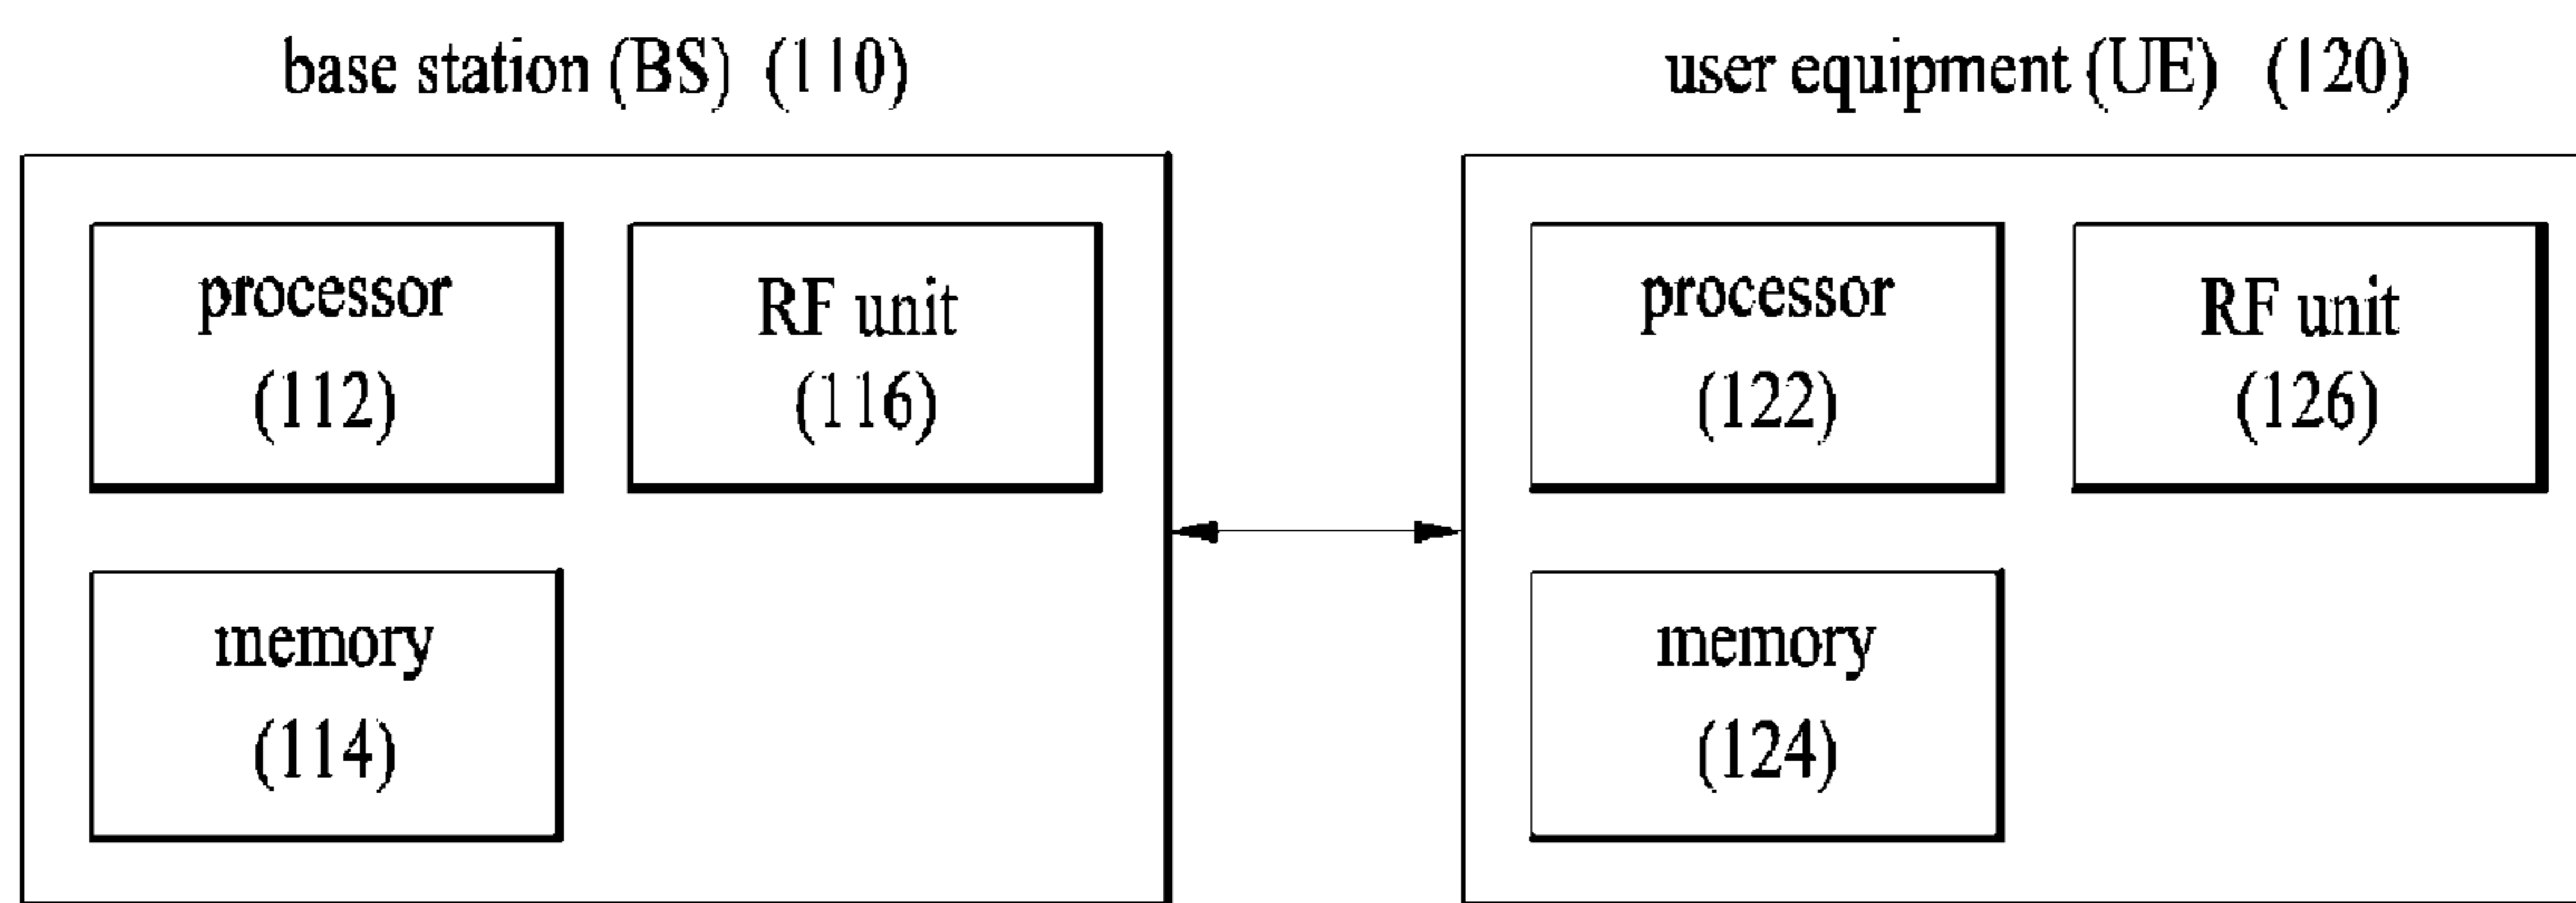 base station (BS) (110)
processor
(112)
RF unit
(116)
memory
(114)
user equipment (UE) (120)
processor
(122)
RF unit
(126)
memory
(124)